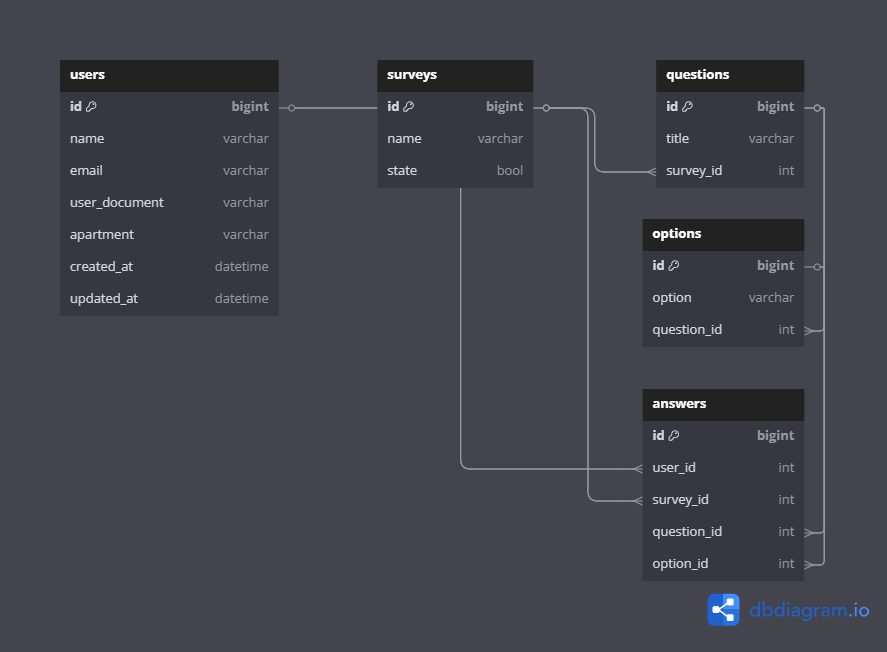 users
id bigint
name varchar
email varchar
user_document varchar
apartment varchar
created_at datetime
updated_at datetime
surveys
id bigint
name varchar
state bool
questions
id bigint
title varchar
survey_id int
options
id bigint
option varchar
question_id int
answers
id bigint
user_id int
survey_id int
question_id int
option_id int
dbdiagram.io